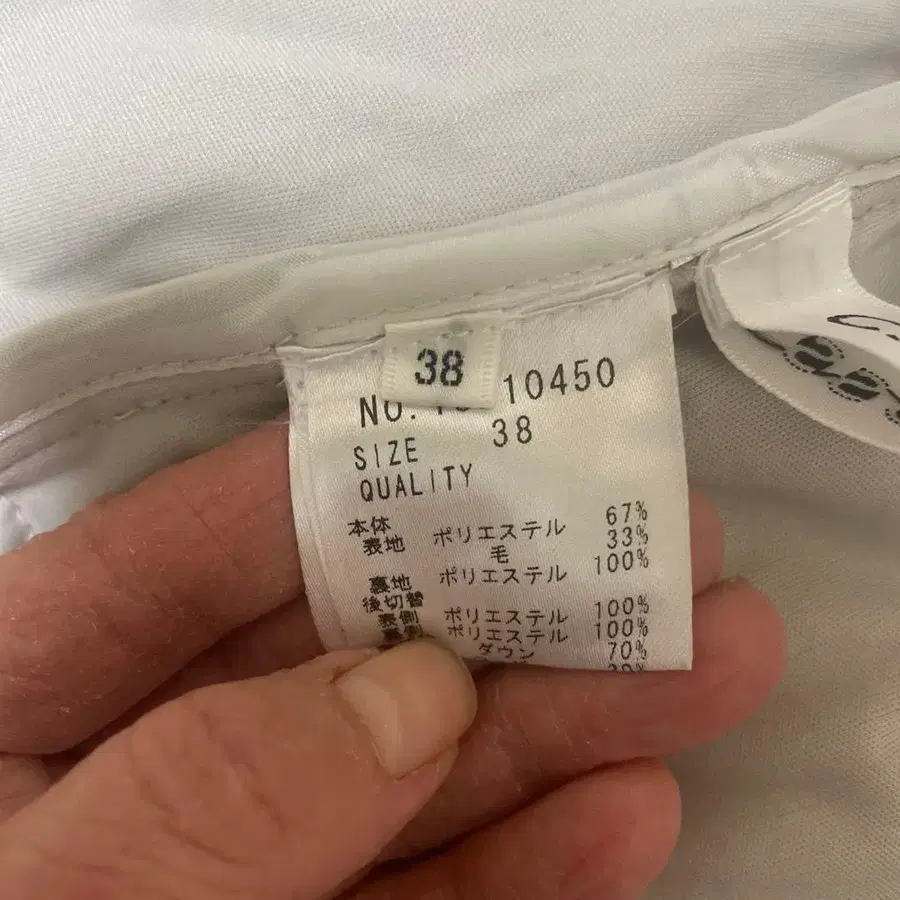 38
NO. 10450
SIZE 38
QUALITY
本体
表地 ポリエステル 67%
毛 33%
裏地 ポリエステル 100%
後切替
表側 ポリエステル 100%
裏側 ポリエステル 100%
ダウン 70%